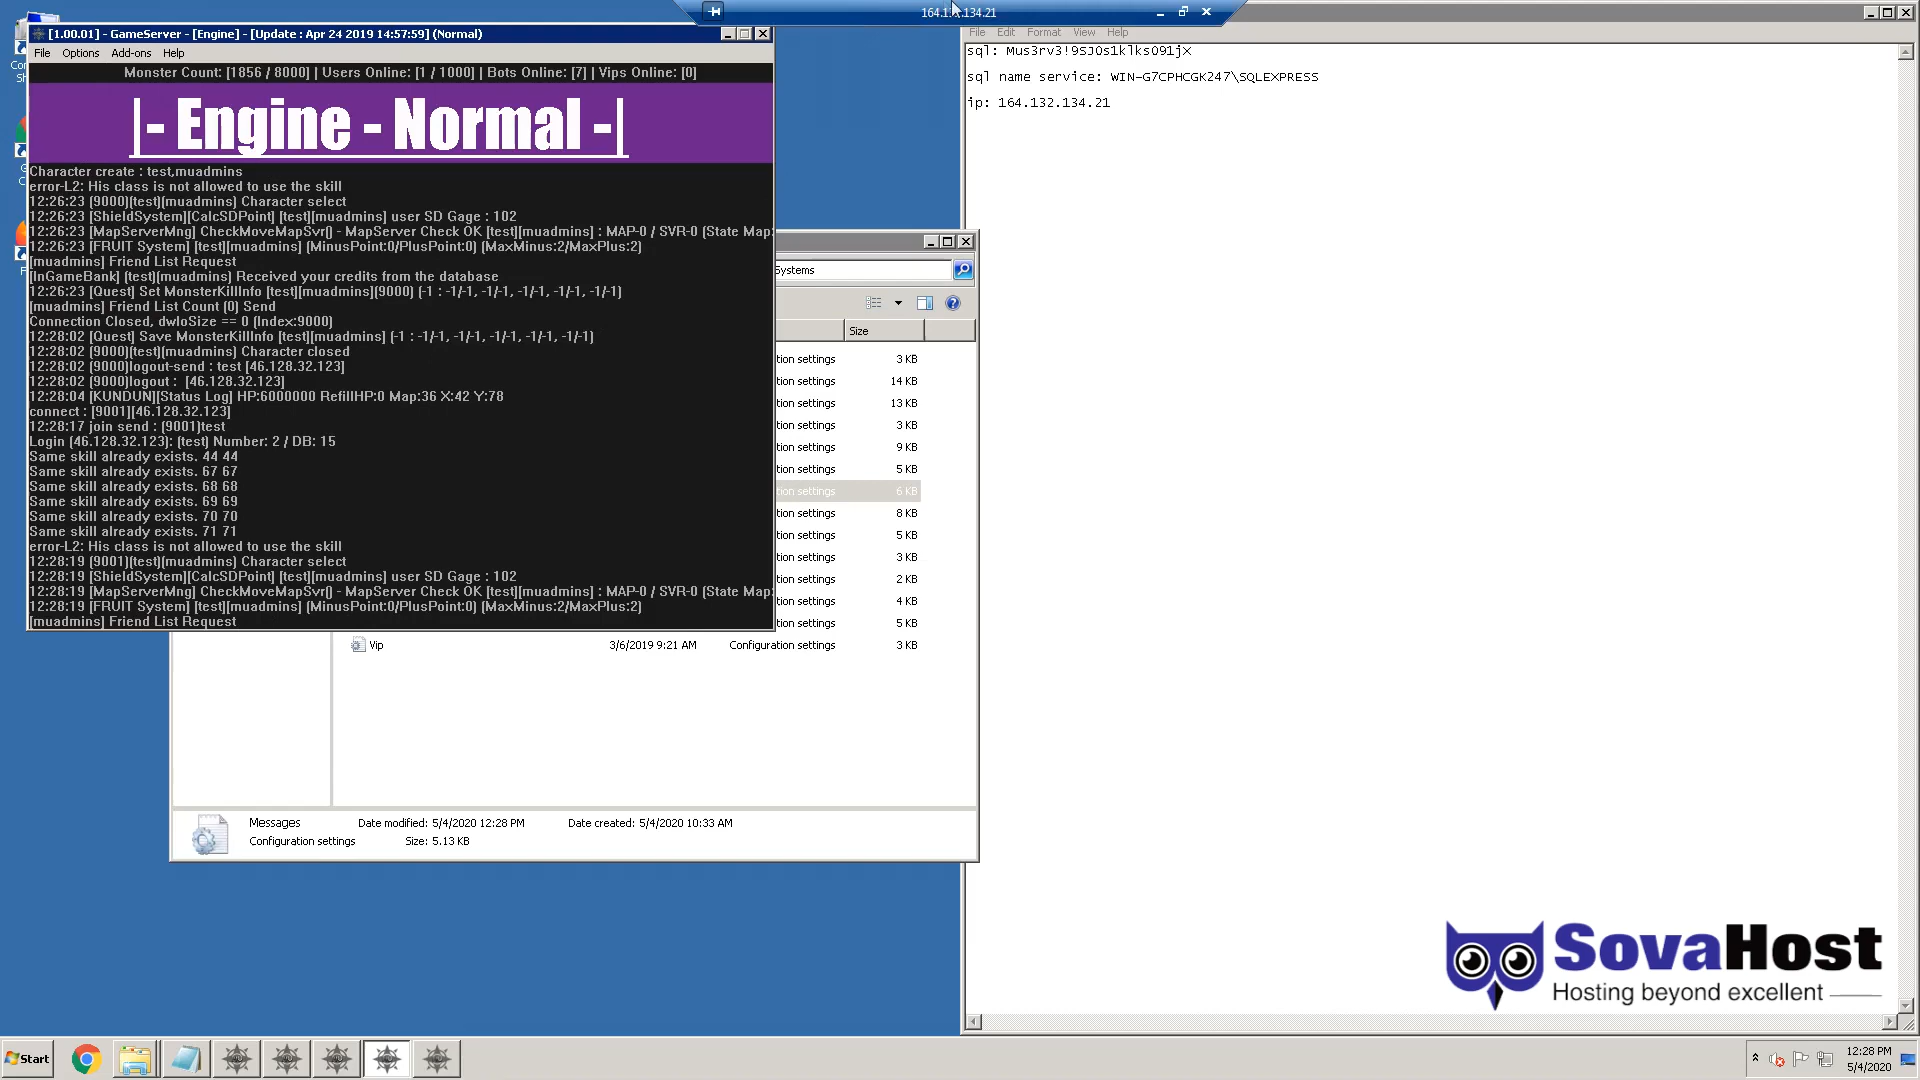 164.132.134.21
[1.00.01] - GameServer - [Engine] - [Update : Apr 24 2019 14:57:59] (Normal)
File Options Add-ons Help
Monster Count: [1856 / 8000] | Users Online: [1 / 1000] | Bots Online: [7] | Vips Online: [0]
|- Engine - Normal -|
Character create : test,muadmins
error-L2: His class is not allowed to use the skill
12:26:23 [9000](test)(muadmins) Character select
12:26:23 [ShieldSystem][CalcSDPoint] [test][muadmins] user SD Gage : 102
12:26:23 [MapServerMng] CheckMoveMapSvr() - MapServer Check OK [test][muadmins] : MAP-0 / SVR-0 (State Map:
12:26:23 [FRUIT System] [test][muadmins] (MinusPoint:0/PlusPoint:0) (MaxMinus:2/MaxPlus:2)
[muadmins] Friend List Request
[InGameBank] [test](muadmins) Received your credits from the database
12:26:23 [Quest] Set MonsterKillInfo [test][muadmins](9000) (-1 : -1/-1, -1/-1, -1/-1, -1/-1, -1/-1)
[muadmins] Friend List Count (0) Send
Connection Closed, dwIoSize == 0 (Index:9000)
12:28:02 [Quest] Save MonsterKillInfo [test][muadmins] (-1 : -1/-1, -1/-1, -1/-1, -1/-1, -1/-1)
12:28:02 [9000](test)(muadmins) Character closed
12:28:02 [9000]logout-send : test [46.128.32.123]
12:28:02 [9000]logout :  [46.128.32.123]
12:28:04 [KUNDUN][Status Log] HP:6000000 RefillHP:0 Map:36 X:42 Y:78
connect : [9001][46.128.32.123]
12:28:17 join send : (9001)test
Login [46.128.32.123]: (test) Number: 2 / DB: 15
Same skill already exists. 44 44
Same skill already exists. 67 67
Same skill already exists. 68 68
Same skill already exists. 69 69
Same skill already exists. 70 70
Same skill already exists. 71 71
error-L2: His class is not allowed to use the skill
12:28:19 [9001](test)(muadmins) Character select
12:28:19 [ShieldSystem][CalcSDPoint] [test][muadmins] user SD Gage : 102
12:28:19 [MapServerMng] CheckMoveMapSvr() - MapServer Check OK [test][muadmins] : MAP-0 / SVR-0 (State Map:
12:28:19 [FRUIT System] [test][muadmins] (MinusPoint:0/PlusPoint:0) (MaxMinus:2/MaxPlus:2)
[muadmins] Friend List Request
Systems
Size
tion settings 3 KB
tion settings 14 KB
tion settings 13 KB
tion settings 3 KB
tion settings 9 KB
tion settings 5 KB
tion settings 6 KB
tion settings 8 KB
tion settings 5 KB
tion settings 3 KB
tion settings 2 KB
tion settings 4 KB
tion settings 5 KB
Vip 3/6/2019 9:21 AM Configuration settings 3 KB
Messages Date modified: 5/4/2020 12:28 PM Date created: 5/4/2020 10:33 AM
Configuration settings Size: 5.13 KB
File Edit Format View Help
sql name service: WIN-G7CPHCGK247\SQLEXPRESS
ip: 164.132.134.21
SovaHost
Hosting beyond excellent
Start
12:28 PM
5/4/2020